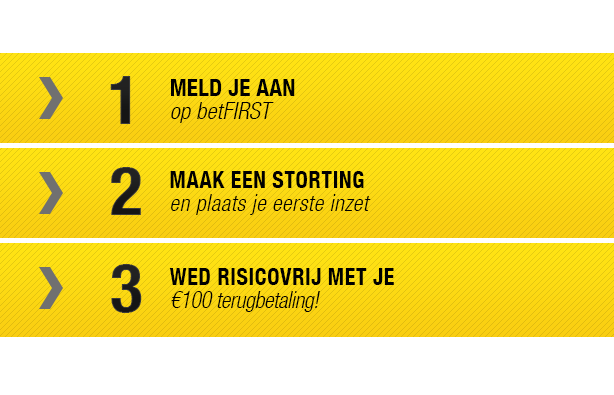 1
MELD JE AAN
op betFIRST
2
MAAK EEN STORTING
en plaats je eerste inzet
3
WED RISICOVRIJ MET JE
€100 terugbetaling!